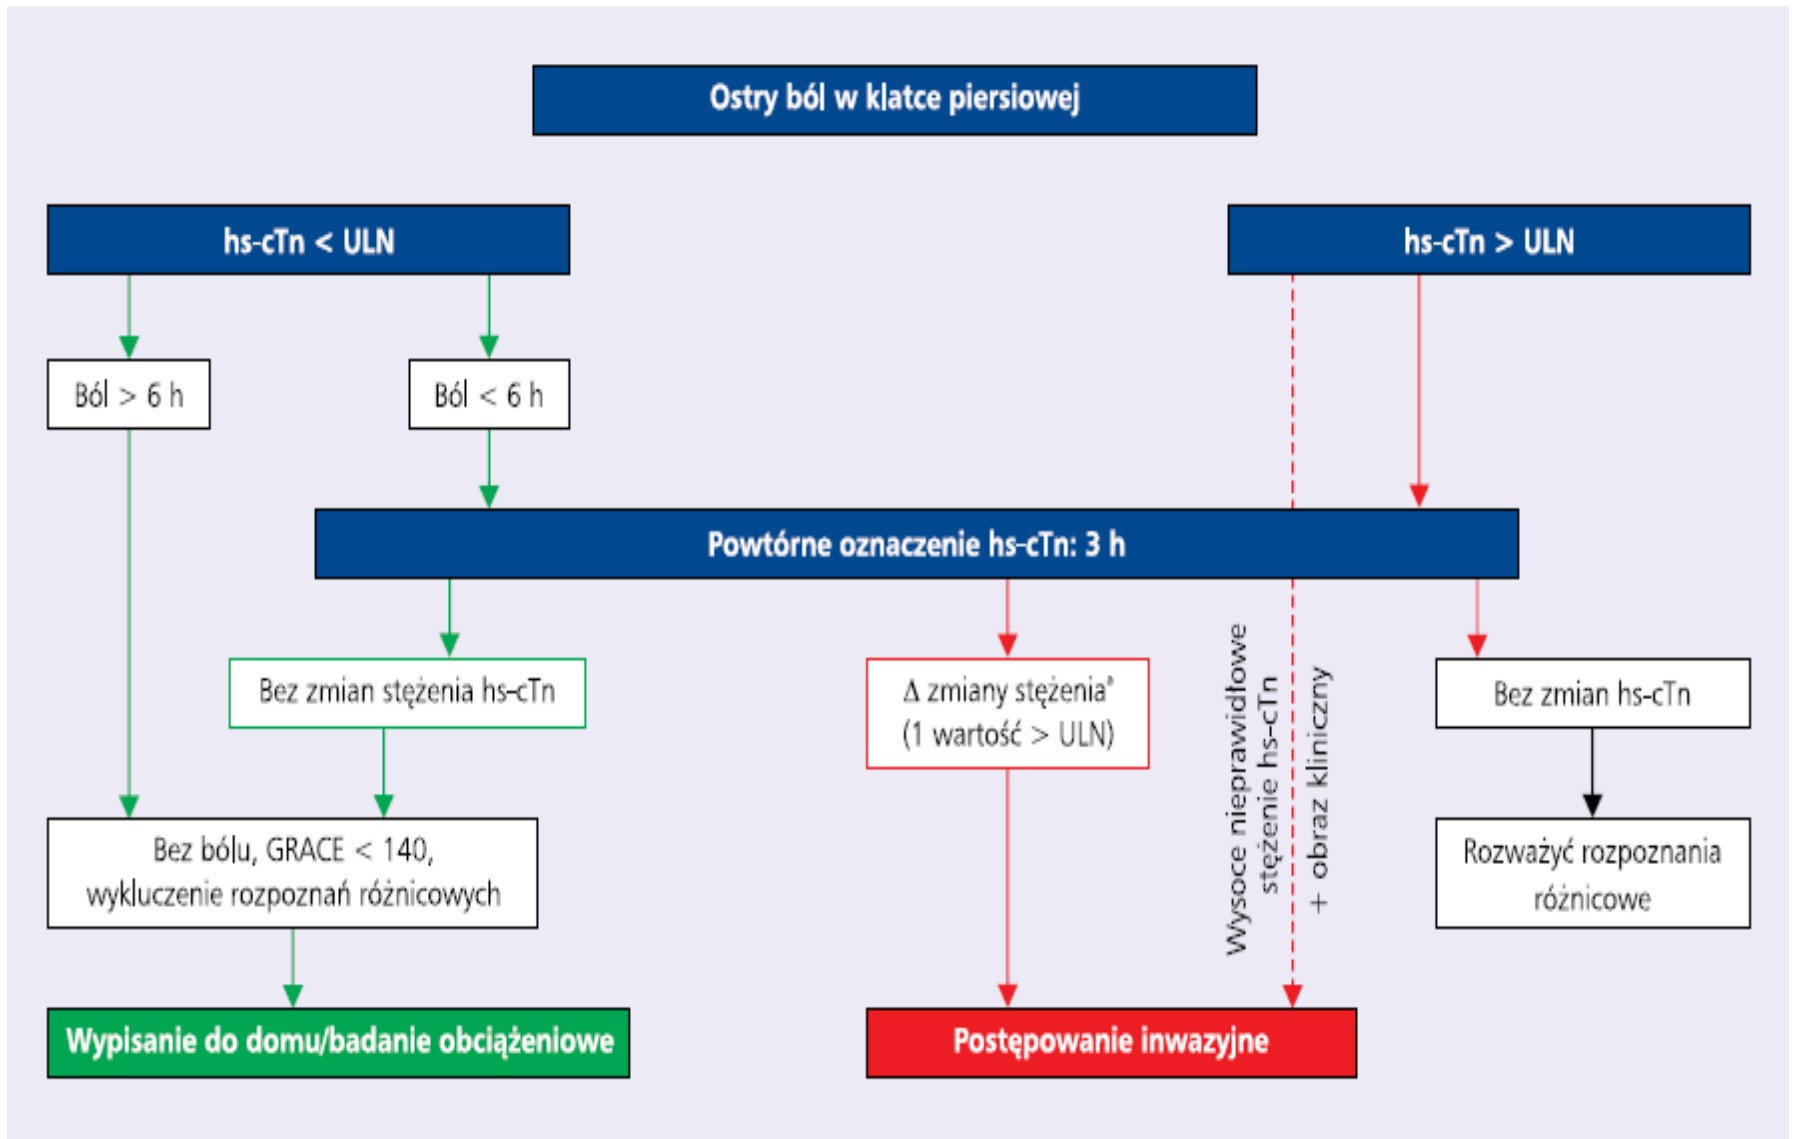 Ostry ból w klatce piersiowej
hs-cTn < ULN
hs-cTn > ULN
Ból > 6 h
Ból < 6 h
Powtórne oznaczenie hs-cTn: 3 h
Bez zmian stężenia hs-cTn
Δ zmiany stężeniaª
(1 wartość > ULN)
Wysoce nieprawidłowe
stężenie hs-cTn
+ obraz kliniczny
Bez zmian hs-cTn
Bez bólu, GRACE < 140,
wykluczenie rozpoznań różnicowych
Rozważyć rozpoznania
różnicowe
Wypisanie do domu/badanie obciążeniowe
Postępowanie inwazyjne